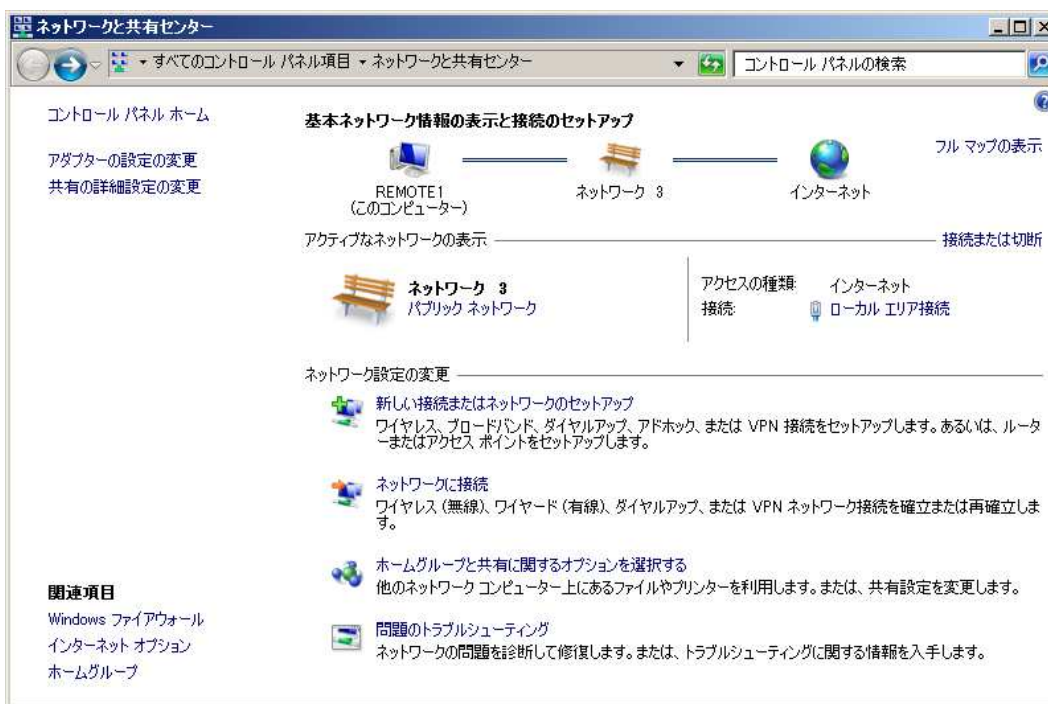 ネットワークと共有センター
すべてのコントロール パネル項目 ネットワークと共有センター
コントロール パネルの検索
コントロール パネル ホーム
アダプターの設定の変更
共有の詳細設定の変更
基本ネットワーク情報の表示と接続のセットアップ
フル マップの表示
REMOTE1
(このコンピューター)
ネットワーク 3
インターネット
アクティブなネットワークの表示
接続または切断
ネットワーク 3
パブリック ネットワーク
アクセスの種類: インターネット
接続: ローカル エリア接続
ネットワーク設定の変更
新しい接続またはネットワークのセットアップ
ワイヤレス、ブロードバンド、ダイヤルアップ、アドホック、または VPN 接続をセットアップします。あるいは、ルータ
ーまたはアクセス ポイントをセットアップします。
ネットワークに接続
ワイヤレス (無線)、ワイヤード (有線)、ダイヤルアップ、または VPN ネットワーク接続を確立または再確立しま
す。
ホームグループと共有に関するオプションを選択する
他のネットワーク コンピューター上にあるファイルやプリンターを利用します。または、共有設定を変更します。
問題のトラブルシューティング
ネットワークの問題を診断して修復します。または、トラブルシューティングに関する情報を入手します。
関連項目
Windows ファイアウォール
インターネット オプション
ホームグループ